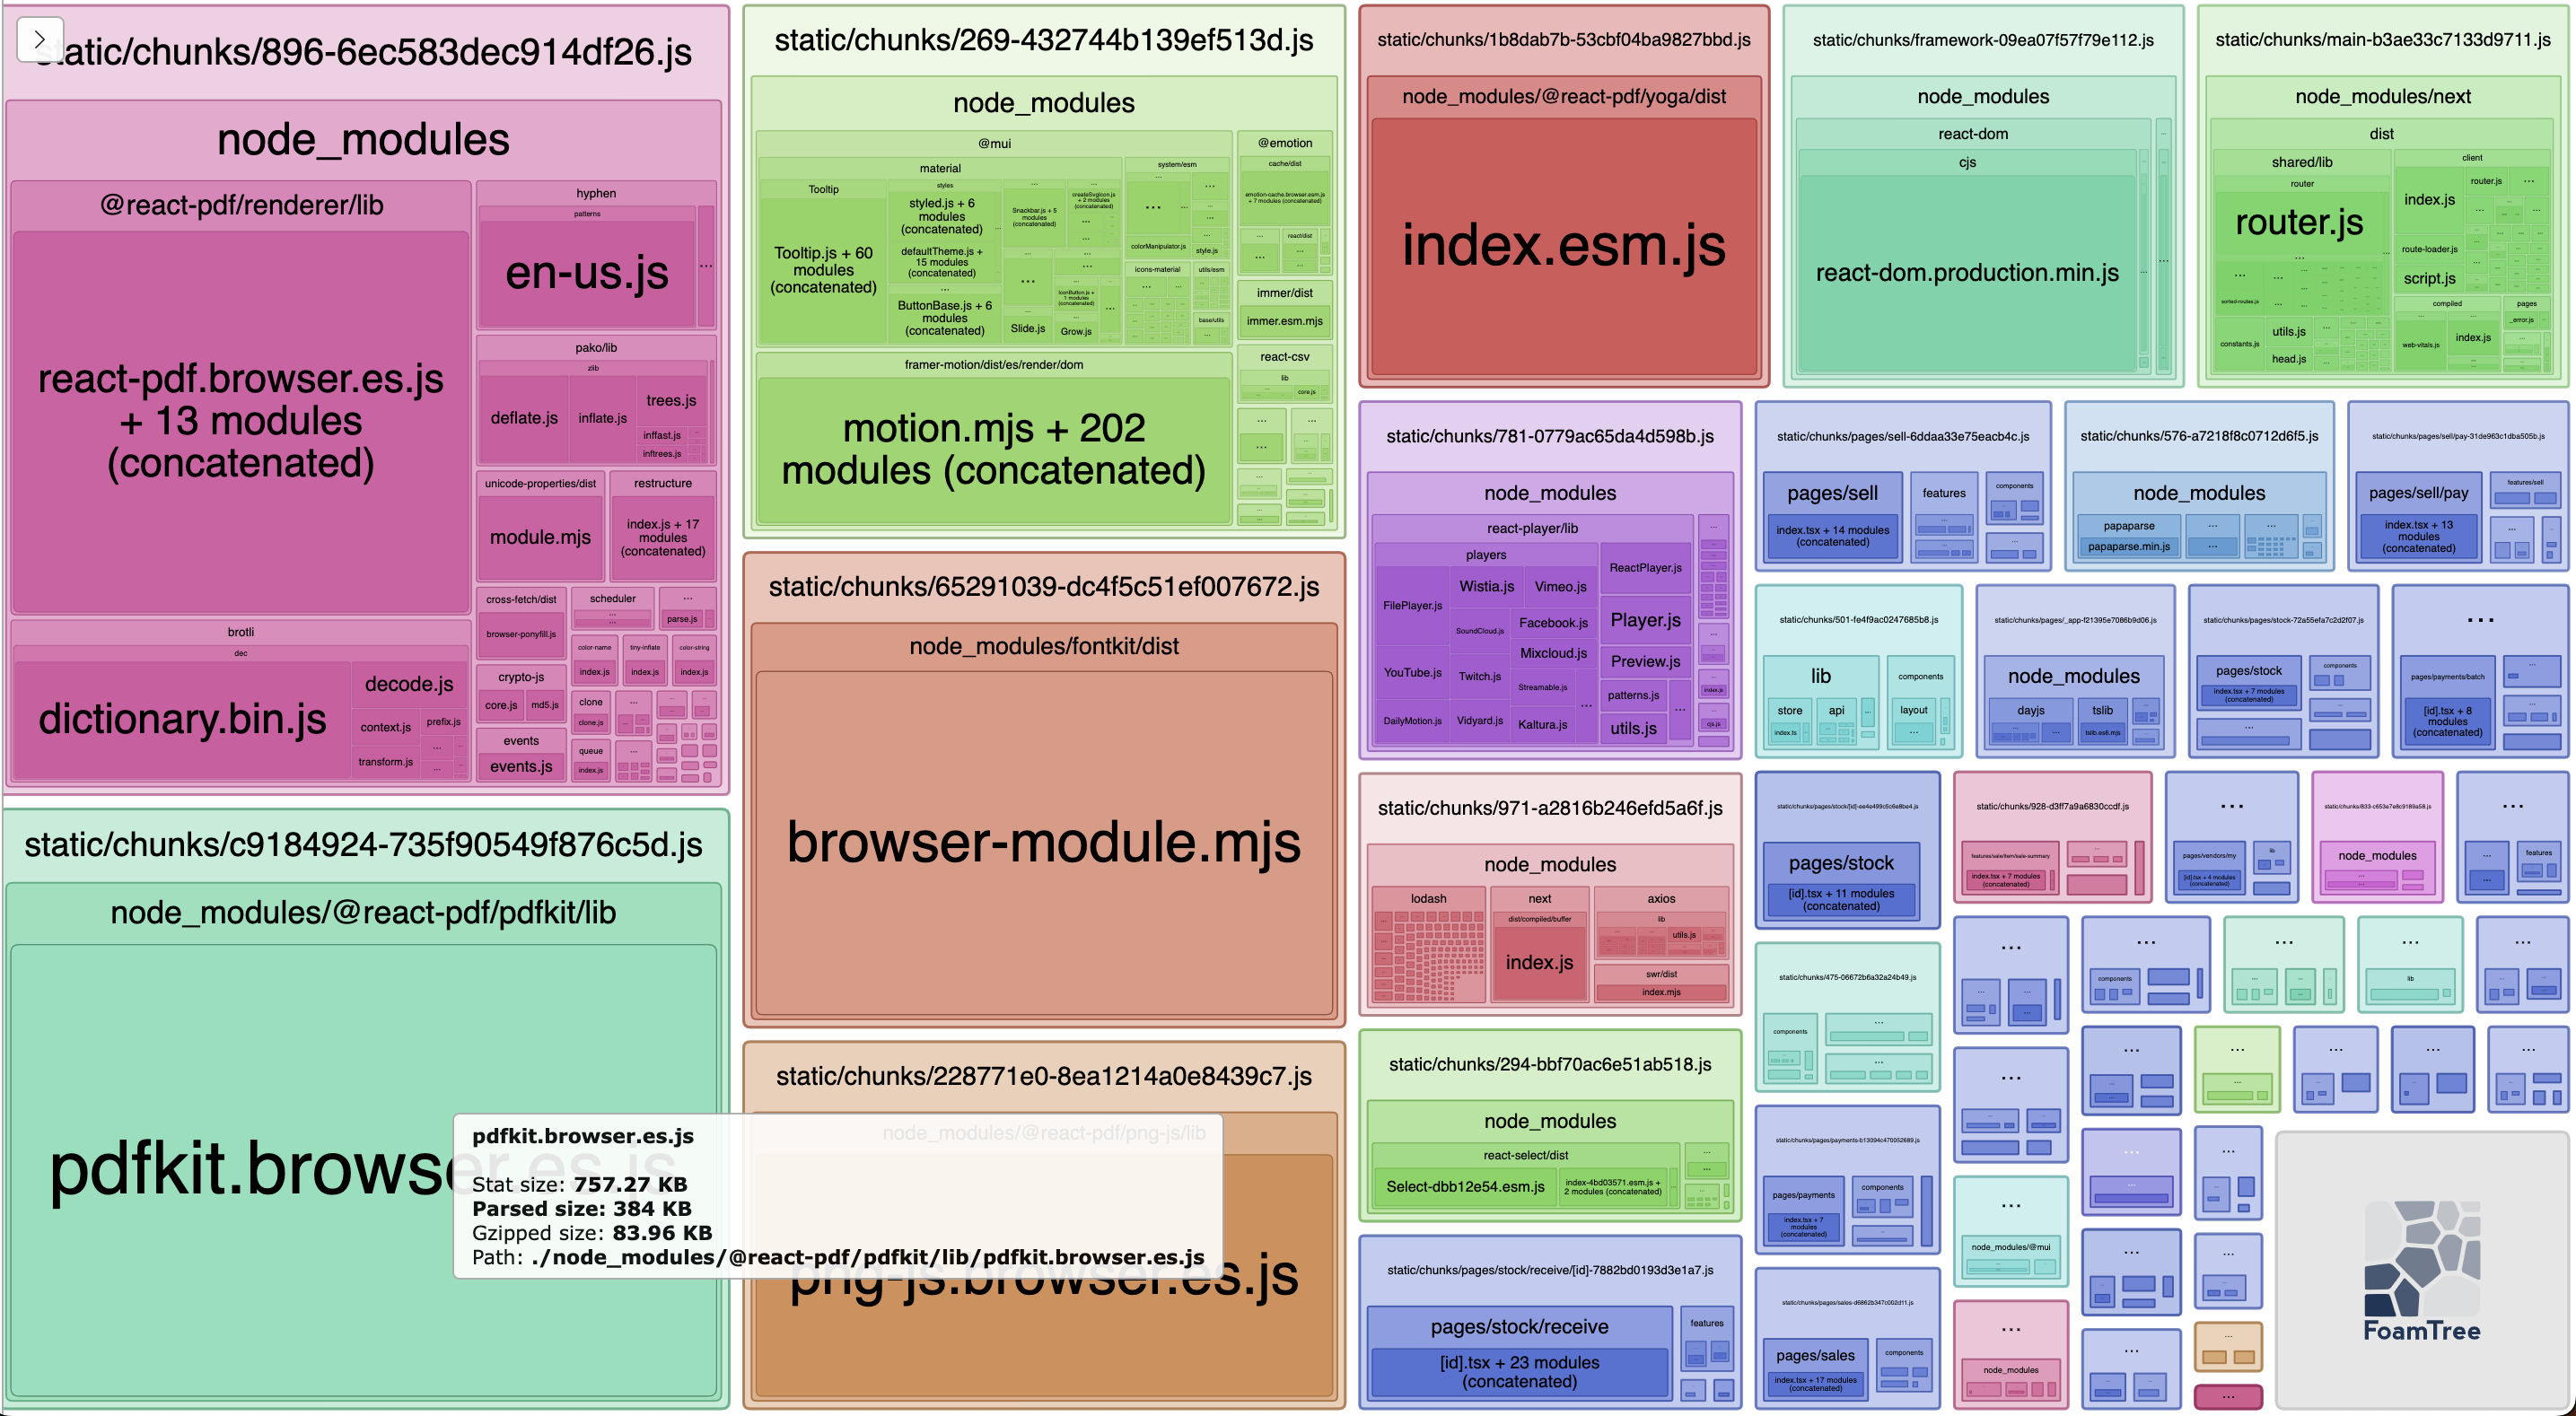 static/chunks/896-6ec583dec914df26.js
node_modules
@react-pdf/renderer/lib
react-pdf.browser.es.js
+ 13 modules
(concatenated)
brotli
dec
dictionary.bin.js
decode.js
context.js
prefix.js
transform.js
hyphen
patterns
en-us.js
pako/lib
zlib
deflate.js
inflate.js
trees.js
inffast.js
inftrees.js
unicode-properties/dist
module.mjs
restructure
index.js + 17
modules
(concatenated)
cross-fetch/dist
browser-ponyfill.js
scheduler
parse.js
color-name
index.js
tiny-inflate
index.js
color-string
index.js
crypto-js
core.js
md5.js
clone
clone.js
events
events.js
queue
index.js
static/chunks/c9184924-735f90549f876c5d.js
node_modules/@react-pdf/pdfkit/lib
pdfkit.browser.es.js
static/chunks/269-432744b139ef513d.js
node_modules
@mui
material
Tooltip
Tooltip.js + 60
modules
(concatenated)
styles
styled.js + 6
modules
(concatenated)
defaultTheme.js +
15 modules
(concatenated)
ButtonBase.js + 6
modules
(concatenated)
Snackbar.js + 5
modules
(concatenated)
createSvgIcon.js
+ 2 modules
(concatenated)
Slide.js
IconButton.js +
1 modules
(concatenated)
Grow.js
system/esm
colorManipulator.js
style.js
icons-material
utils/esm
base/utils
@emotion
cache/dist
emotion-cache.browser.esm.js
+ 7 modules (concatenated)
react/dist
immer/dist
immer.esm.mjs
react-csv
lib
core.js
framer-motion/dist/es/render/dom
motion.mjs + 202
modules (concatenated)
static/chunks/65291039-dc4f5c51ef007672.js
node_modules/fontkit/dist
browser-module.mjs
static/chunks/228771e0-8ea1214a0e8439c7.js
node_modules/@react-pdf/png-js/lib
png-js.browser.es.js
pdfkit.browser.es.js
Stat size: 757.27 KB
Parsed size: 384 KB
Gzipped size: 83.96 KB
Path: ./node_modules/@react-pdf/pdfkit/lib/pdfkit.browser.es.js
static/chunks/1b8dab7b-53cbf04ba9827bbd.js
node_modules/@react-pdf/yoga/dist
index.esm.js
static/chunks/framework-09ea07f57f79e112.js
node_modules
react-dom
cjs
react-dom.production.min.js
static/chunks/main-b3ae33c7133d9711.js
node_modules/next
dist
shared/lib
router
router.js
sorted-routes.js
constants.js
utils.js
head.js
client
index.js
router.js
route-loader.js
script.js
compiled
web-vitals.js
index.js
pages
_error.js
static/chunks/781-0779ac65da4d598b.js
node_modules
react-player/lib
players
FilePlayer.js
Wistia.js
Vimeo.js
SoundCloud.js
Facebook.js
Mixcloud.js
YouTube.js
Twitch.js
Streamable.js
DailyMotion.js
Vidyard.js
Kaltura.js
ReactPlayer.js
Player.js
Preview.js
patterns.js
utils.js
index.js
cjs.js
static/chunks/971-a2816b246efd5a6f.js
node_modules
lodash
next
dist/compiled/buffer
index.js
axios
lib
utils.js
swr/dist
index.mjs
static/chunks/294-bbf70ac6e51ab518.js
node_modules
react-select/dist
Select-dbb12e54.esm.js
index-4bd03571.esm.js +
2 modules (concatenated)
static/chunks/pages/stock/receive/[id]-7882bd0193d3e1a7.js
pages/stock/receive
[id].tsx + 23 modules
(concatenated)
features
static/chunks/pages/sell-6ddaa33e75eacb4c.js
pages/sell
index.tsx + 14 modules
(concatenated)
features
components
static/chunks/576-a7218f8c0712d6f5.js
node_modules
papaparse
papaparse.min.js
static/chunks/pages/sell/pay-31de963c1dba505b.js
pages/sell/pay
index.tsx + 13
modules
(concatenated)
features/sell
static/chunks/501-fe4f9ac0247685b8.js
lib
store
index.ts
api
components
layout
static/chunks/pages/_app-f21395e7086b9d06.js
node_modules
dayjs
tslib
tslib.es6.mjs
static/chunks/pages/stock-72a55efa7c2d2f07.js
pages/stock
index.tsx + 7 modules
(concatenated)
components
pages/payments/batch
[id].tsx + 8
modules
(concatenated)
static/chunks/pages/stock/[id]-ee4e499c5c6e8be4.js
pages/stock
[id].tsx + 11 modules
(concatenated)
static/chunks/928-d3ff7a9a6830ccdf.js
features/sale/item/sale-summary
index.tsx + 7 modules
(concatenated)
pages/vendors/my
[id].tsx + 4 modules
(concatenated)
lib
static/chunks/833-c653e7e8c9189a58.js
node_modules
features
static/chunks/475-06672b6a32a24b49.js
components
components
lib
static/chunks/pages/payments-b13094c470052689.js
pages/payments
index.tsx + 7
modules
(concatenated)
components
node_modules/@mui
static/chunks/pages/sales-d6862b347c002d11.js
pages/sales
index.tsx + 17 modules
(concatenated)
components
node_modules
FoamTree